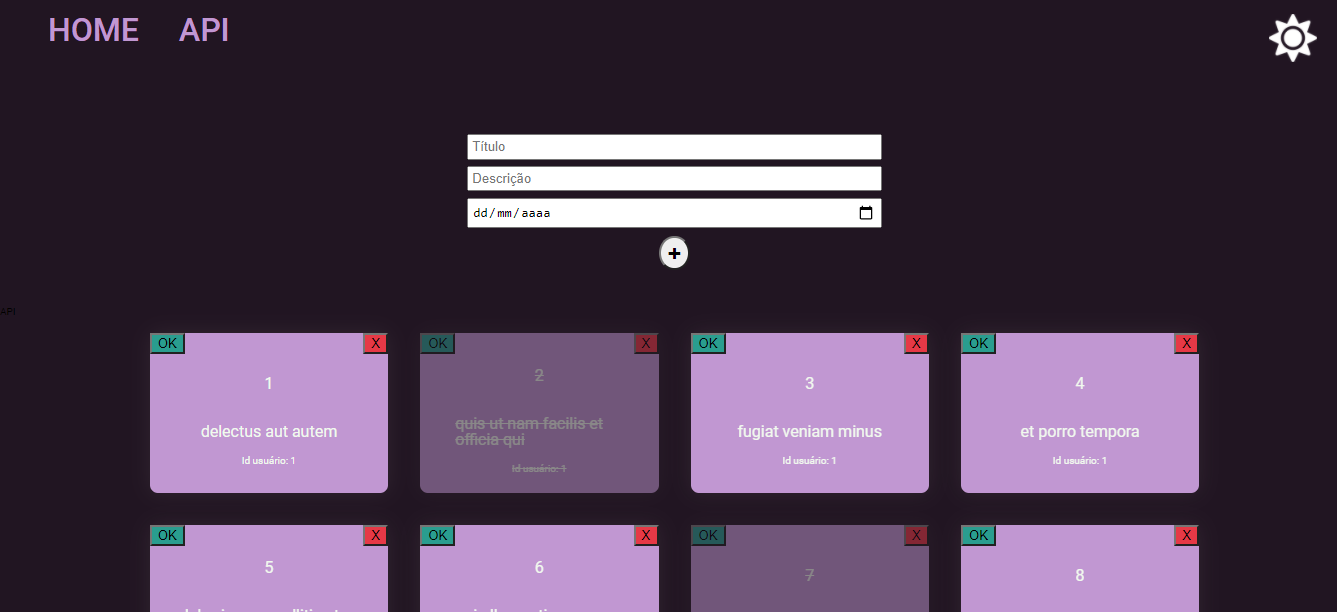 HOME API
Título
Descrição
dd/mm/aaaa
+
API
OK X OK X OK X OK X
1 2 3 4
delectus aut autem
quis ut nam facilis et
officia qui
fugiat veniam minus
et porro tempora
Id usuário: 1 Id usuário: 1 Id usuário: 1 Id usuário: 1
OK X OK X OK X OK X
5 6 7 8